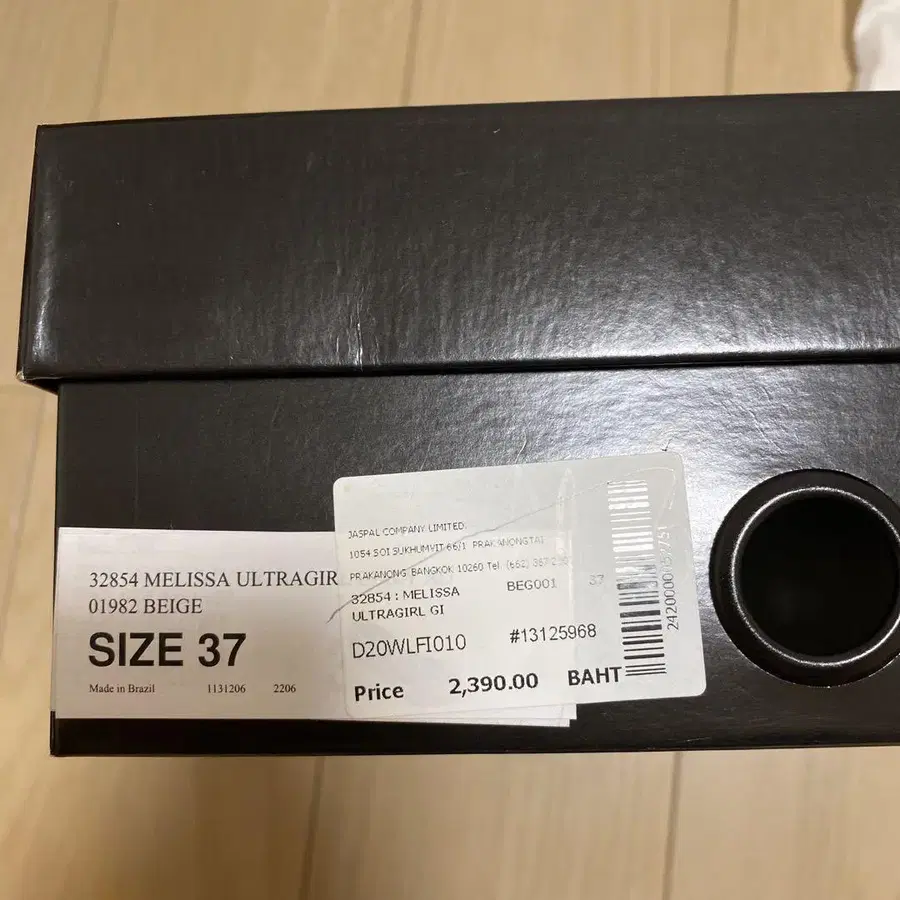 32854 MELISSA ULTRAGIR
01982 BEIGE
SIZE 37
Made in Brazil 1131206 2206
JASPAL COMPANY LIMITED.
1054 SOI SUKHUMVIT 66/1 PRAKANONGTAI
PRAKANONG BANGKOK 10260 Tel. (662)
32854 : MELISSA BEG001 37
ULTRAGIRL GI
D20WLFI010 #13125968
Price 2,390.00 BAHT